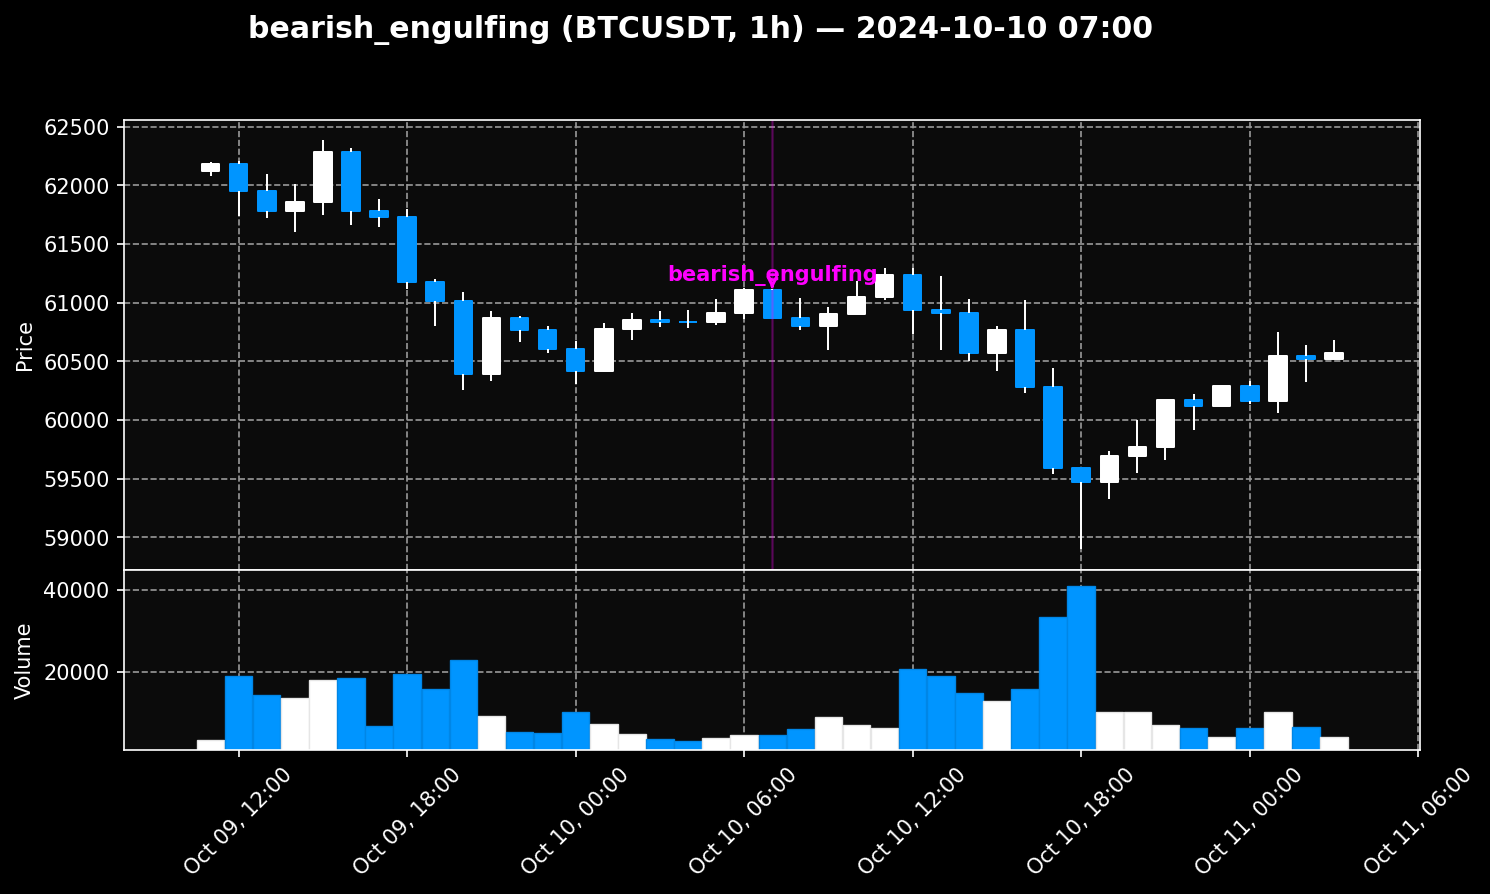 bearish_engulfing (BTCUSDT, 1h) — 2024-10-10 07:00
62500
62000
61500
61000
60500
60000
59500
59000
Price
bearish_engulfing
40000
20000
Volume
Oct 09, 12:00
Oct 09, 18:00
Oct 10, 00:00
Oct 10, 06:00
Oct 10, 12:00
Oct 10, 18:00
Oct 11, 00:00
Oct 11, 06:00